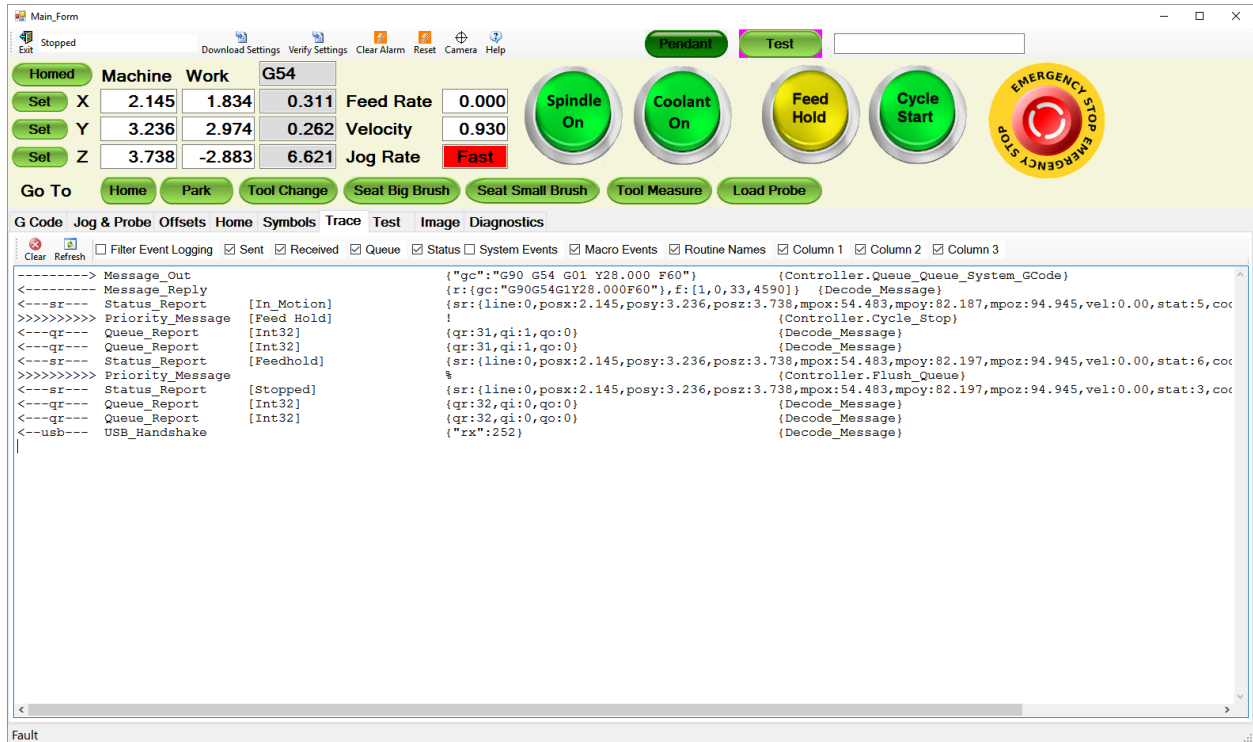 Main_Form
Exit Stopped Download Settings Verify Settings Clear Alarm Reset Camera Help Pendant Test
Homed Machine Work G54
Set X 2.145 1.834 0.311 Feed Rate 0.000
Set Y 3.236 2.974 0.262 Velocity 0.930
Set Z 3.738 -2.883 6.621 Jog Rate Fast
Spindle On
Coolant On
Feed Hold
Cycle Start
EMERGENCY STOP EMERGENCY STOP
Go To Home Park Tool Change Seat Big Brush Seat Small Brush Tool Measure Load Probe
G Code Jog & Probe Offsets Home Symbols Trace Test Image Diagnostics
Clear Refresh Filter Event Logging Sent Received Queue Status System Events Macro Events Routine Names Column 1 Column 2 Column 3
---------> Message_Out {"gc":"G90 G54 G01 Y28.000 F60"} {Controller.Queue_Queue_System_GCode}
<--------- Message_Reply {r:{gc:"G90G54G1Y28.000F60"},f:[1,0,33,4590]} {Decode_Message}
<---sr--- Status_Report [In_Motion] {sr:{line:0,posx:2.145,posy:3.236,posz:3.738,mpox:54.483,mpoy:82.187,mpoz:94.945,vel:0.00,stat:5,coo
>>>>>>>>>> Priority_Message [Feed Hold] ! {Controller.Cycle_Stop}
<---qr--- Queue_Report [Int32] {qr:31,qi:1,qo:0} {Decode_Message}
<---qr--- Queue_Report [Int32] {qr:31,qi:1,qo:0} {Decode_Message}
<---sr--- Status_Report [Feedhold] {sr:{line:0,posx:2.145,posy:3.236,posz:3.738,mpox:54.483,mpoy:82.197,mpoz:94.945,vel:0.00,stat:6,coo
>>>>>>>>>> Priority_Message % {Controller.Flush_Queue}
<---sr--- Status_Report [Stopped] {sr:{line:0,posx:2.145,posy:3.236,posz:3.738,mpox:54.483,mpoy:82.197,mpoz:94.945,vel:0.00,stat:3,coo
<---qr--- Queue_Report [Int32] {qr:32,qi:0,qo:0} {Decode_Message}
<---qr--- Queue_Report [Int32] {qr:32,qi:0,qo:0} {Decode_Message}
<--usb--- USB_Handshake {"rx":252} {Decode_Message}
Fault